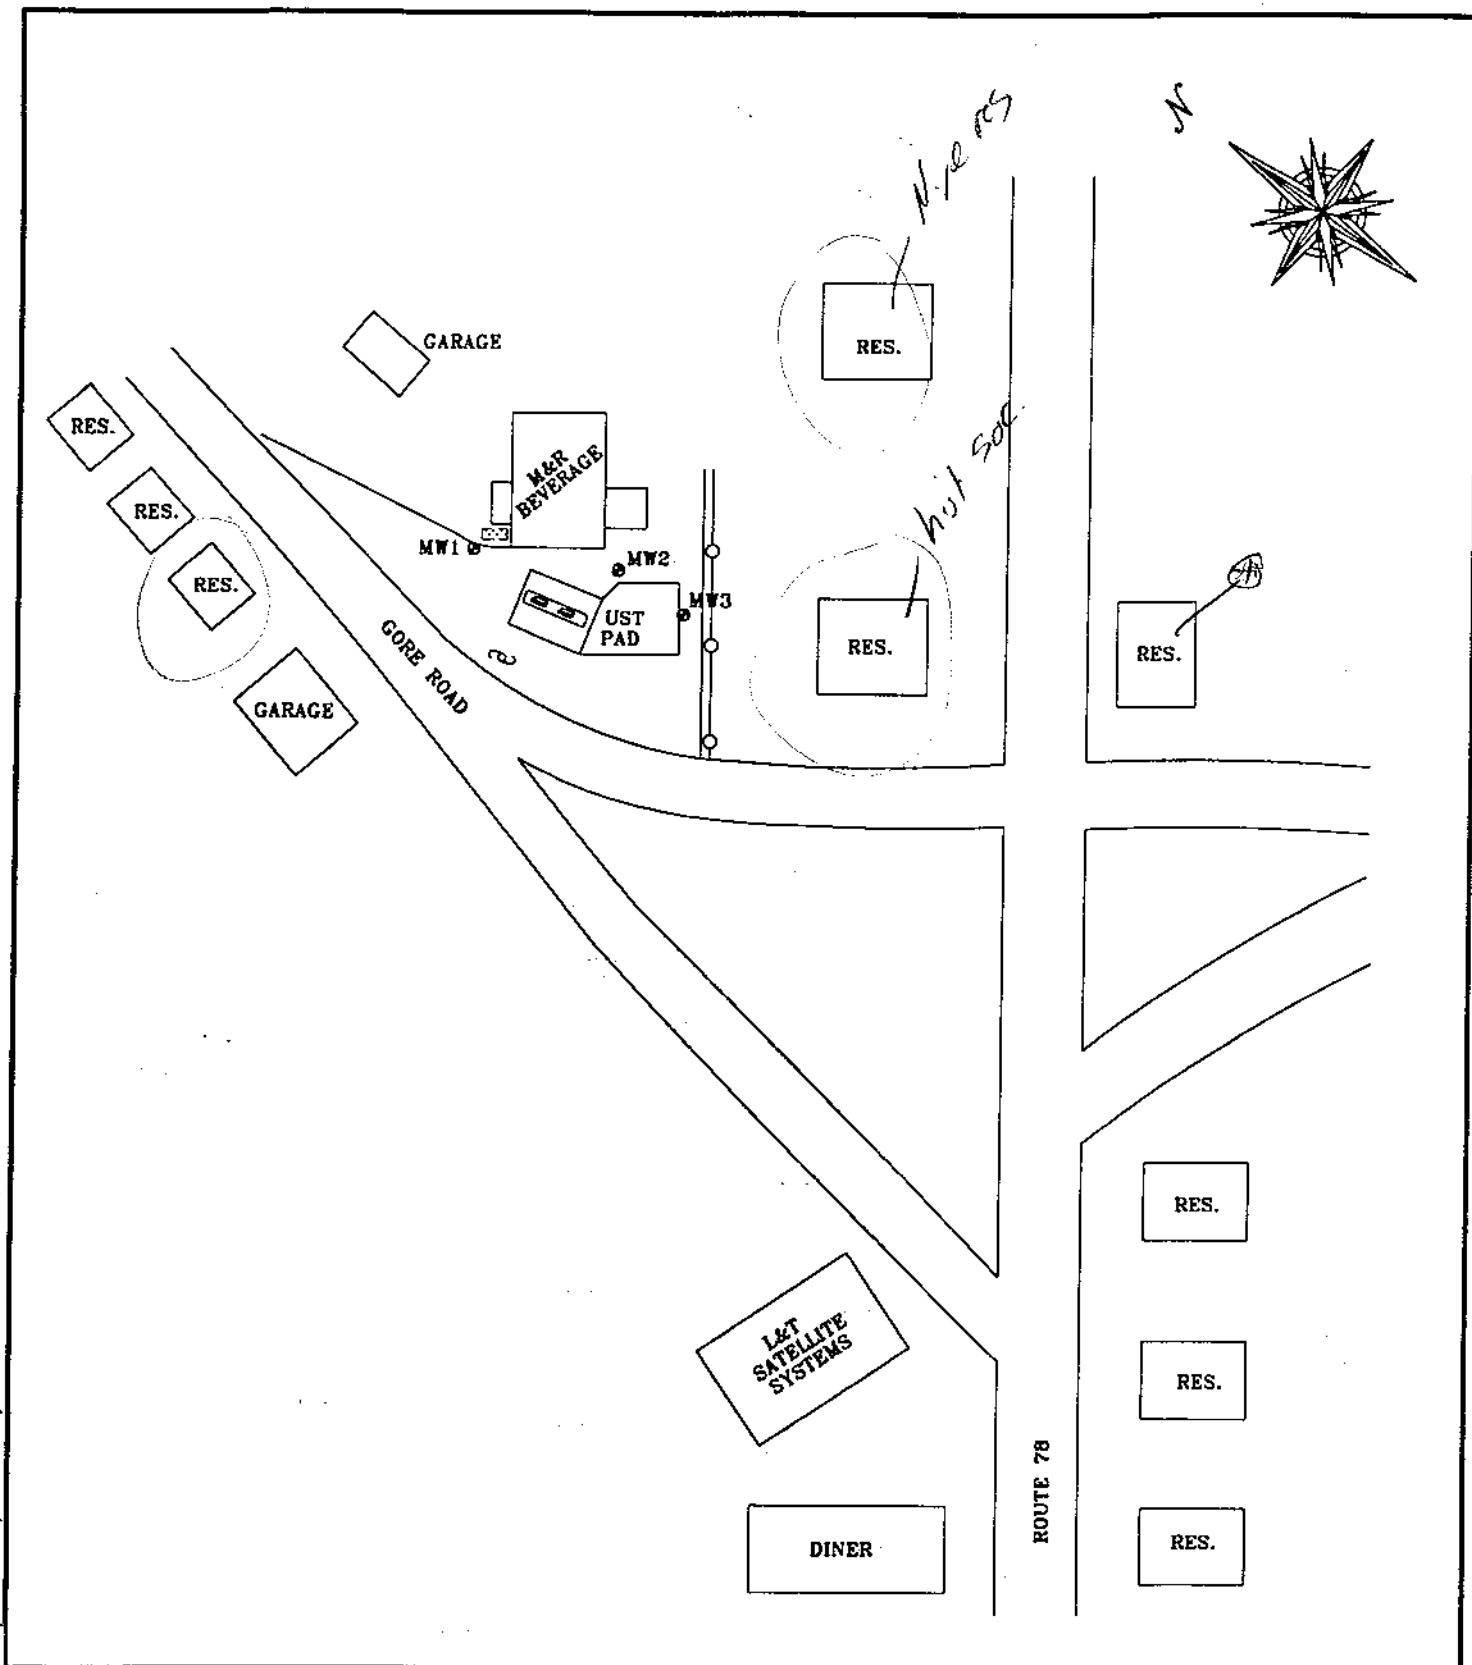 N
RES.
GARAGE
RES.
M&R
BEVERAGE
RES.
MW1
MW2
RES.
MW3
UST
PAD
RES.
RES.
GORE ROAD
GARAGE
L&T
SATELLITE
SYSTEMS
RES.
RES.
ROUTE 78
DINER
RES.